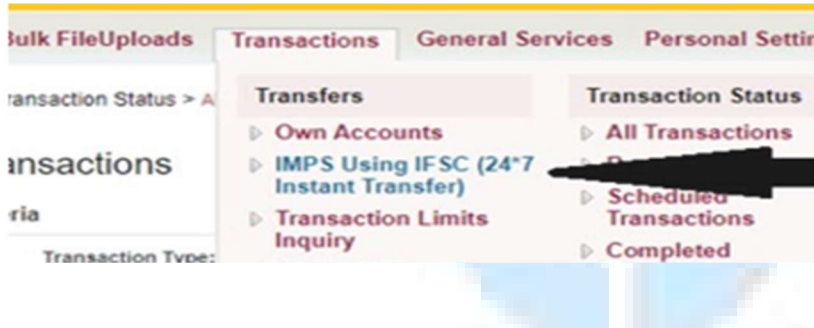 Bulk FileUploads Transactions General Services Personal
ransaction Status >
Transfers
Transaction Status
Own Accounts
All Transactions
ansactions
IMPS Using IFSC (24*7
Instant Transfer)
Scheduled
Transactions
ria
Transaction Limits
Inquiry
Completed
Transaction Type: